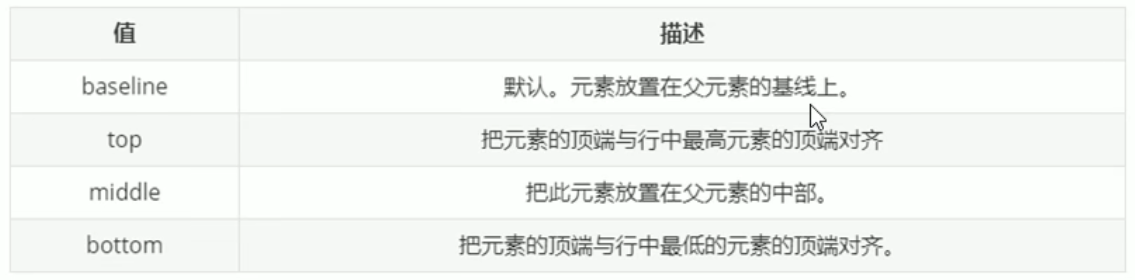 值 描述
baseline 默认。元素放置在父元素的基线上。
top 把元素的顶端与行中最高元素的顶端对齐
middle 把此元素放置在父元素的中部。
bottom 把元素的顶端与行中最低的元素的顶端对齐。